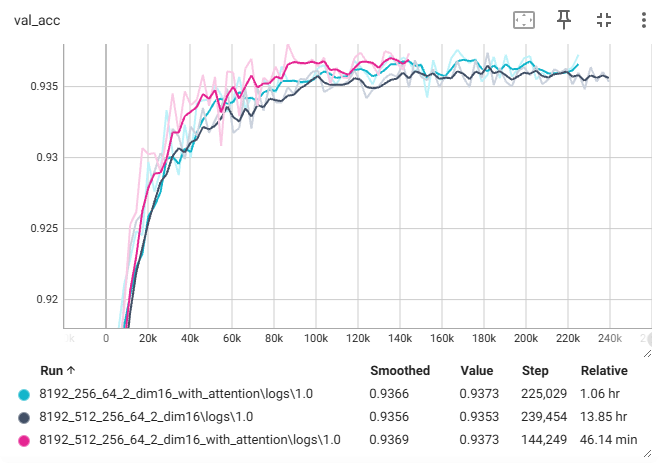 val_acc
0.935
0.93
0.925
0.92
0 20k 40k 60k 80k 100k 120k 140k 160k 180k 200k 220k 240k
Run ↑ Smoothed Value Step Relative
8192_256_64_2_dim16_with_attention\logs\1.0 0.9366 0.9373 225,029 1.06 hr
8192_512_256_64_2_dim16\logs\1.0 0.9356 0.9353 239,454 13.85 hr
8192_512_256_64_2_dim16_with_attention\logs\1.0 0.9369 0.9373 144,249 46.14 min